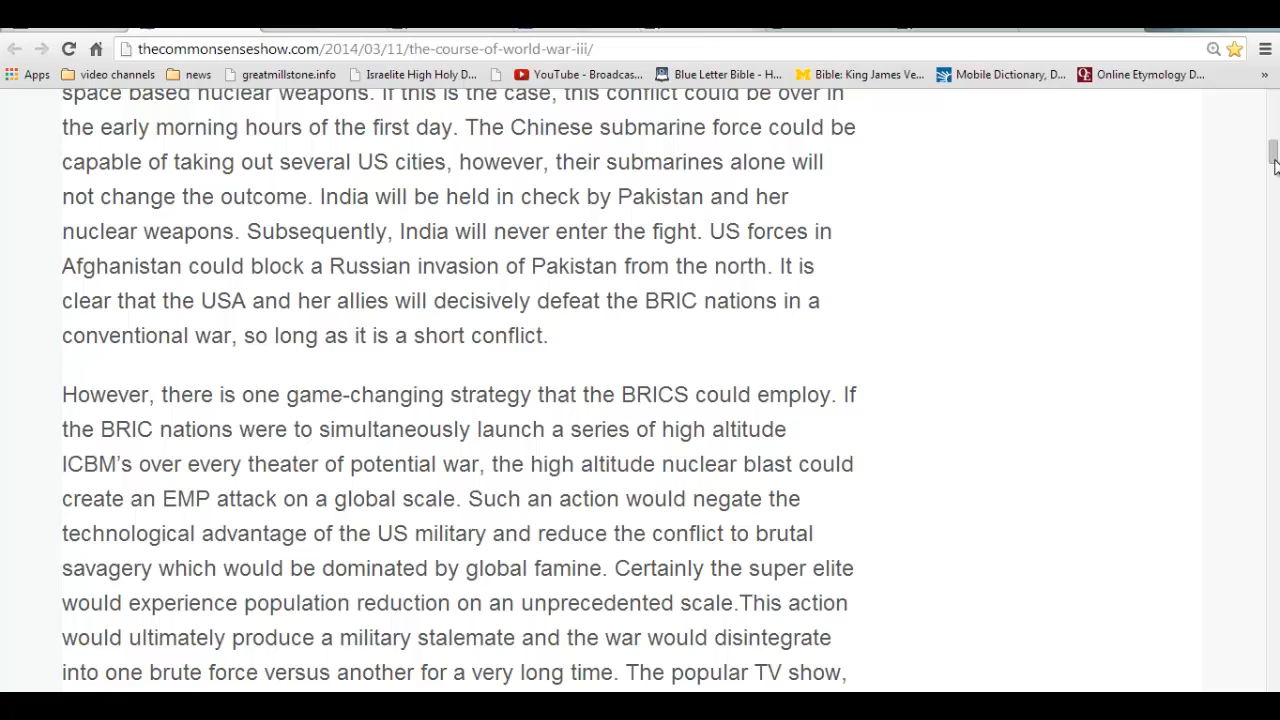 thecommonsenseshow.com/2014/03/11/the-course-of-world-war-iii/
Apps video channels news greatmillstone.info Israelite High Holy D... YouTube - Broadcas... Blue Letter Bible - H... Bible: King James Ve... Mobile Dictionary, D... Online Etymology D... »
space based nuclear weapons. If this is the case, this conflict could be over in
the early morning hours of the first day. The Chinese submarine force could be
capable of taking out several US cities, however, their submarines alone will
not change the outcome. India will be held in check by Pakistan and her
nuclear weapons. Subsequently, India will never enter the fight. US forces in
Afghanistan could block a Russian invasion of Pakistan from the north. It is
clear that the USA and her allies will decisively defeat the BRIC nations in a
conventional war, so long as it is a short conflict.
However, there is one game-changing strategy that the BRICS could employ. If
the BRIC nations were to simultaneously launch a series of high altitude
ICBM’s over every theater of potential war, the high altitude nuclear blast could
create an EMP attack on a global scale. Such an action would negate the
technological advantage of the US military and reduce the conflict to brutal
savagery which would be dominated by global famine. Certainly the super elite
would experience population reduction on an unprecedented scale.This action
would ultimately produce a military stalemate and the war would disintegrate
into one brute force versus another for a very long time. The popular TV show,